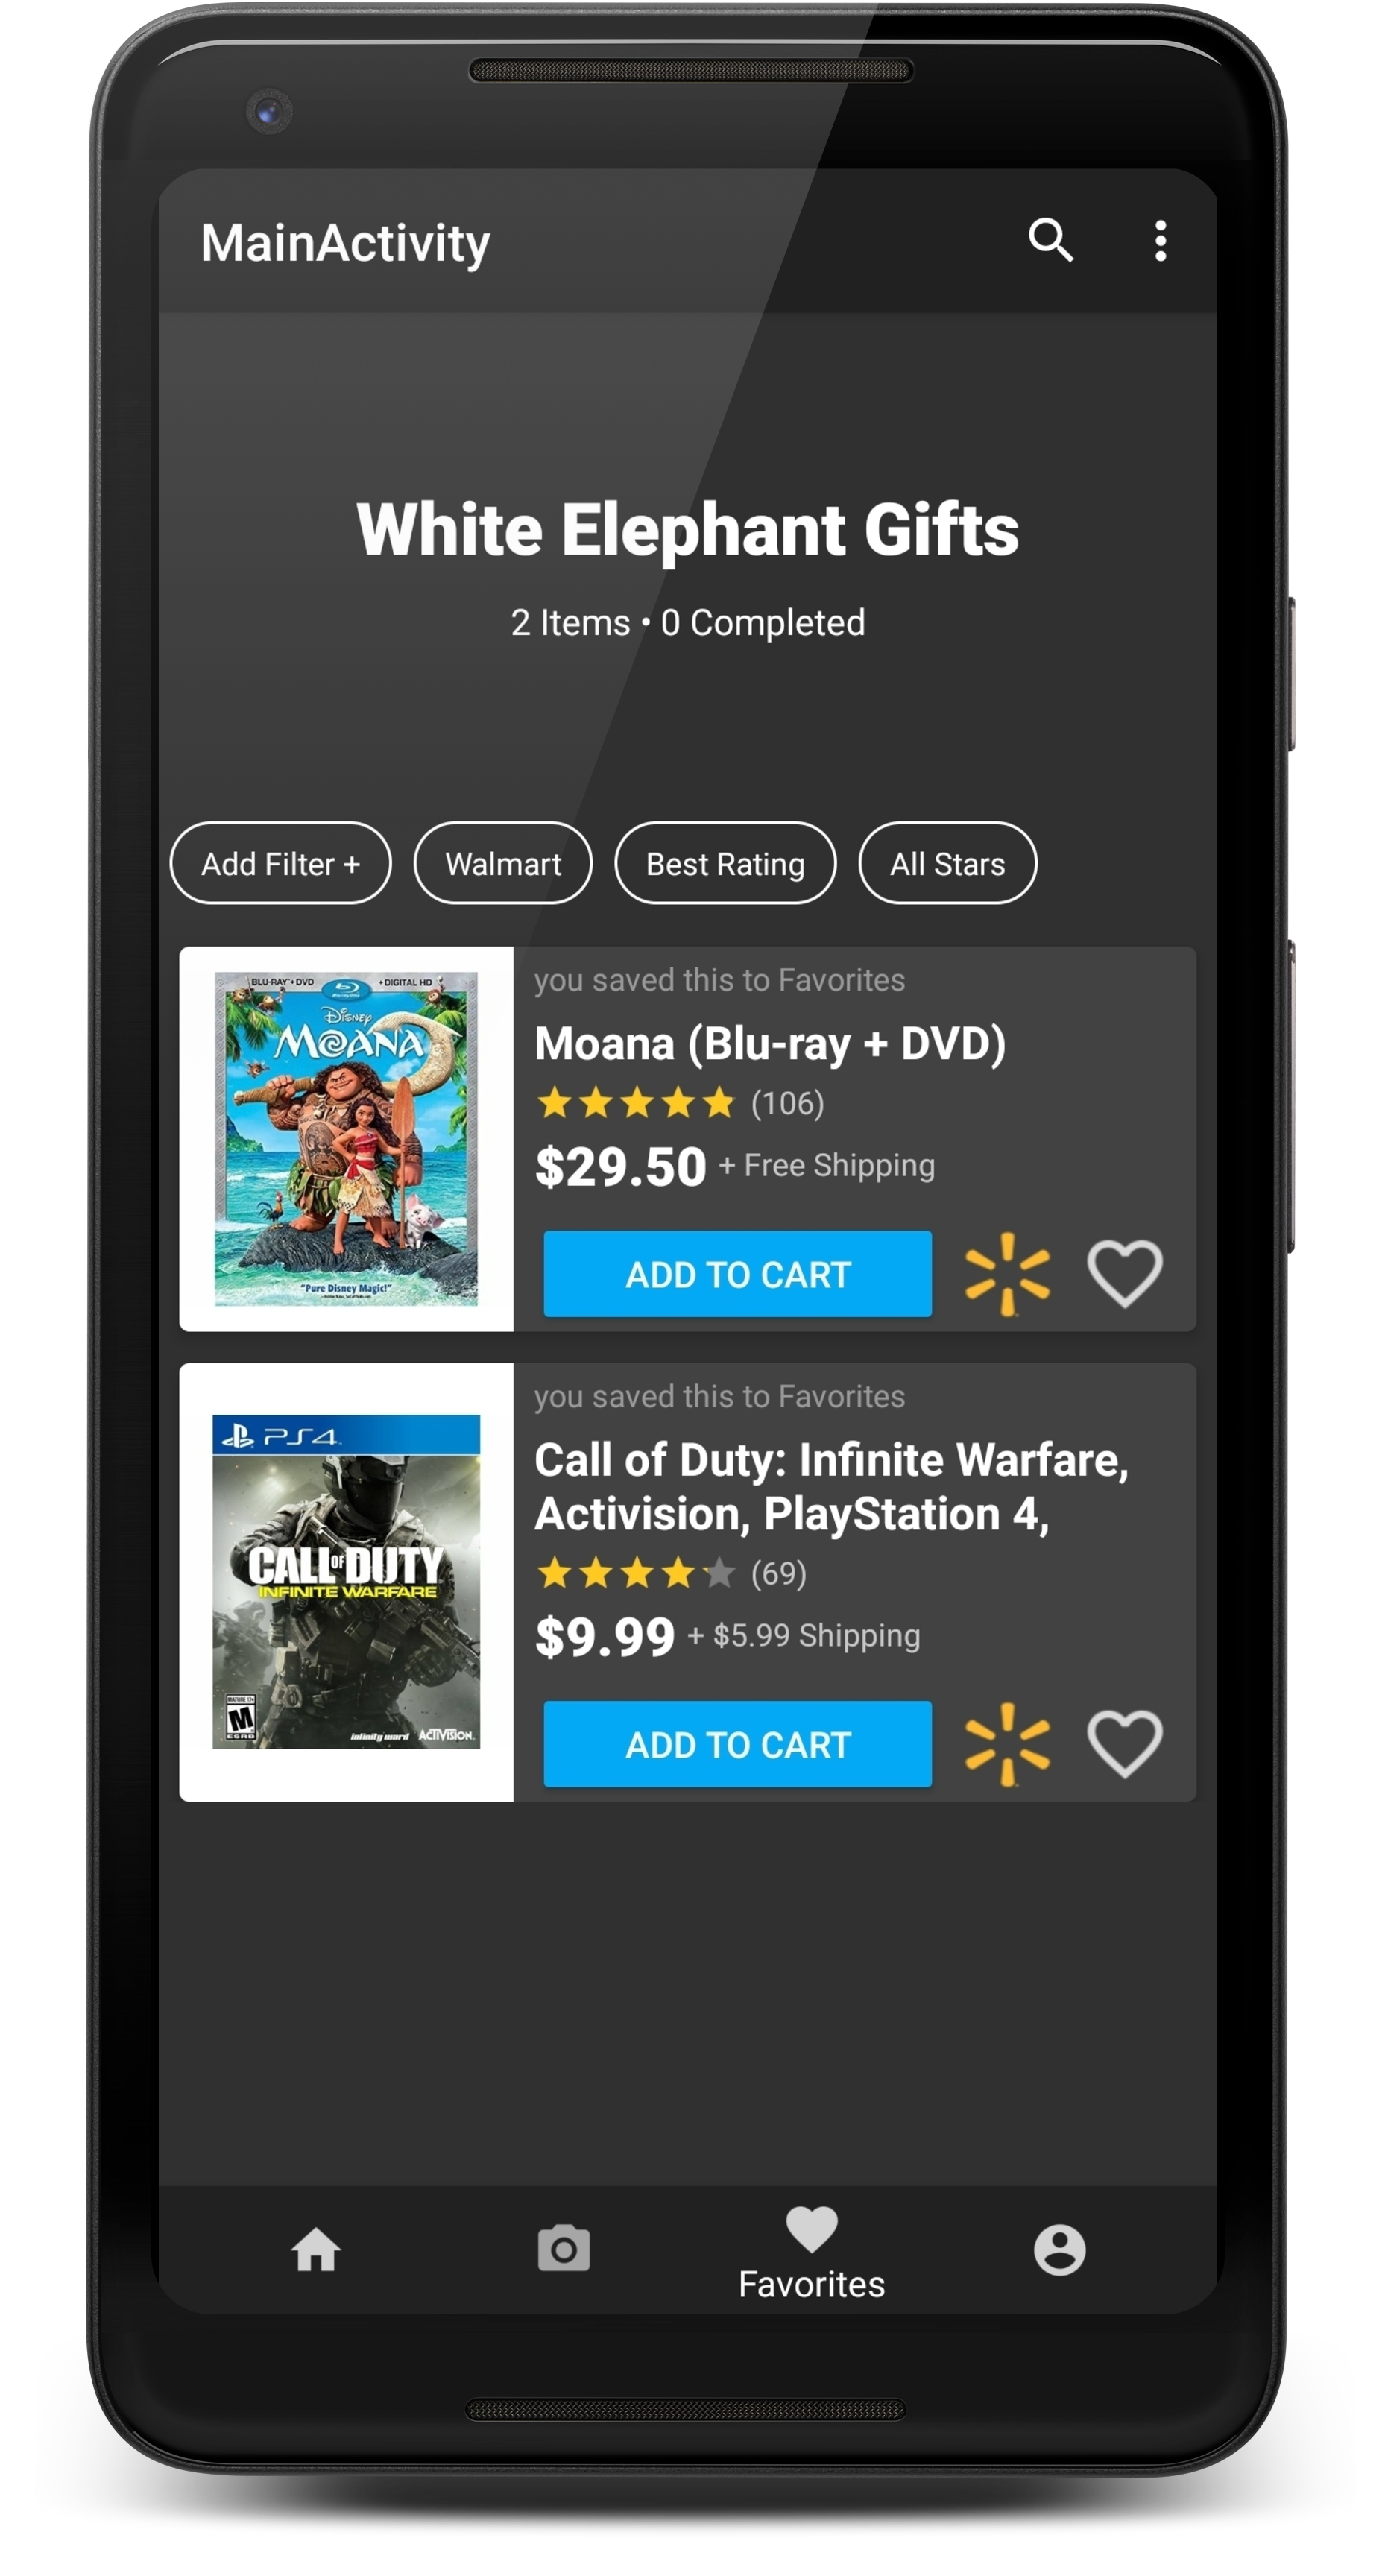 MainActivity
White Elephant Gifts
2 Items • 0 Completed
Add Filter +
Walmart
Best Rating
All Stars
BLU-RAY + DVD
+ DIGITAL HD
Disney
MOANA
"Pure Disney Magic!"
you saved this to Favorites
Moana (Blu-ray + DVD)
(106)
$29.50 + Free Shipping
ADD TO CART
PS4
CALL OF DUTY
INFINITE WARFARE
MATURE 17+
M
ESRB
infinity ward
ACTIVISION.
you saved this to Favorites
Call of Duty: Infinite Warfare,
Activision, PlayStation 4,
(69)
$9.99 + $5.99 Shipping
ADD TO CART
Favorites